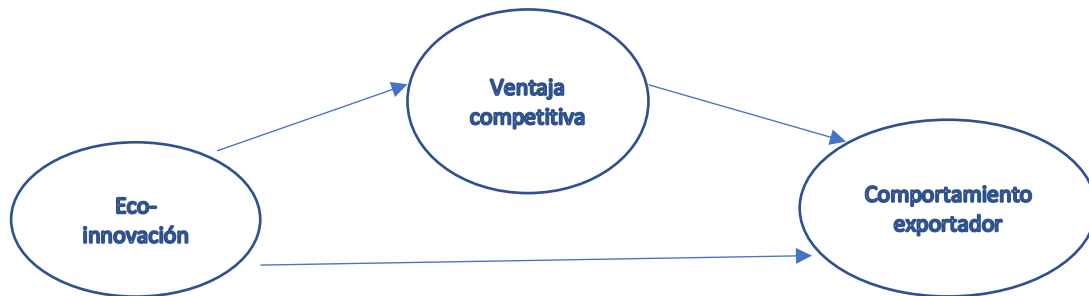 Ventaja
competitiva
Eco-
innovación
Comportamiento
exportador